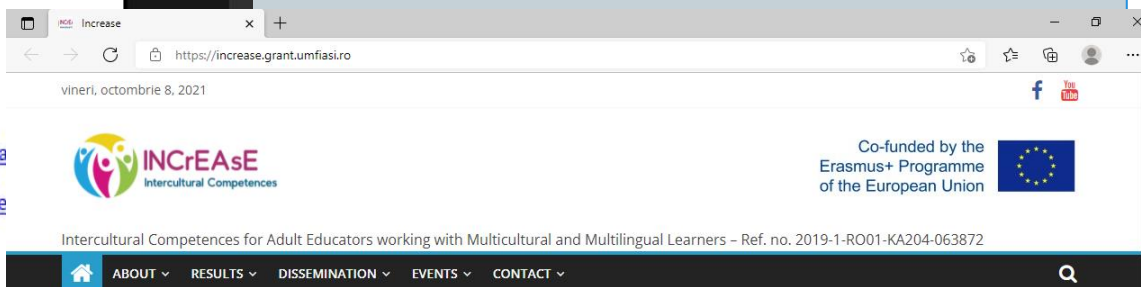 Increase
https://increase.grant.umfiasi.ro
vineri, octombrie 8, 2021
f You Tube
INCrEAsE
Intercultural Competences
Co-funded by the
Erasmus+ Programme
of the European Union
Intercultural Competences for Adult Educators working with Multicultural and Multilingual Learners – Ref. no. 2019-1-RO01-KA204-063872
ABOUT RESULTS DISSEMINATION EVENTS CONTACT